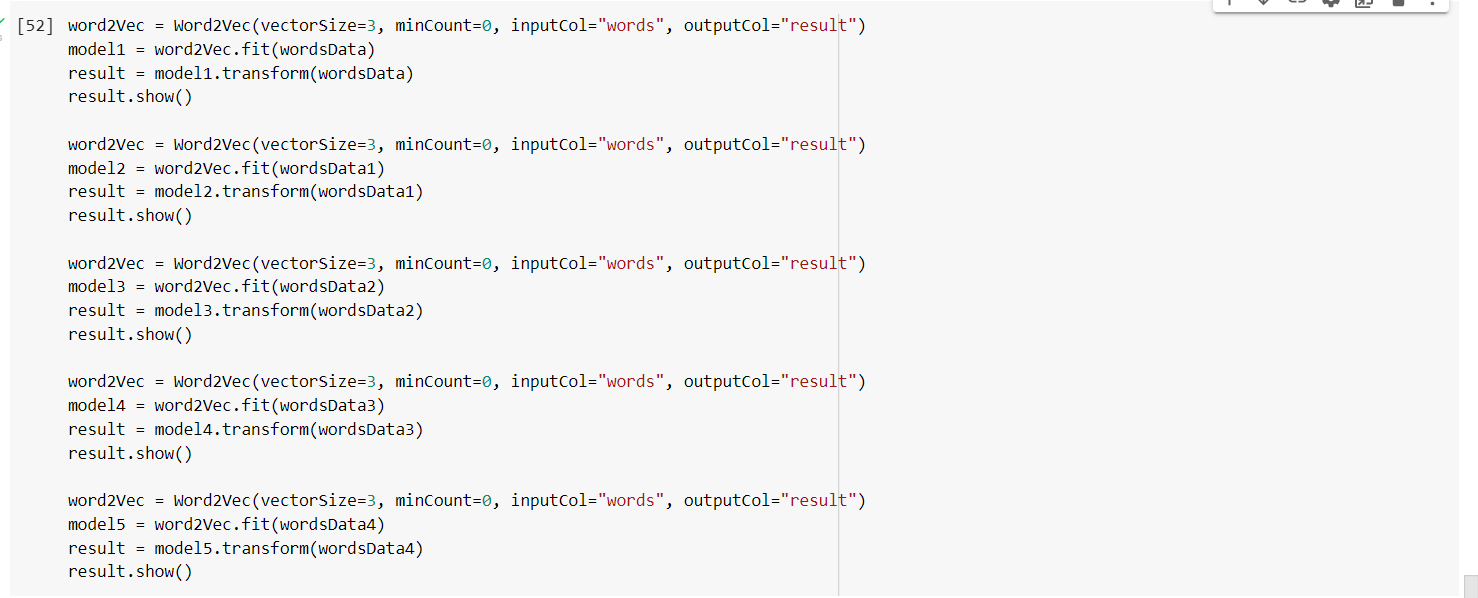 [52] word2Vec = Word2Vec(vectorSize=3, minCount=0, inputCol="words", outputCol="result")
model1 = word2Vec.fit(wordsData)
result = model1.transform(wordsData)
result.show()
word2Vec = Word2Vec(vectorSize=3, minCount=0, inputCol="words", outputCol="result")
model2 = word2Vec.fit(wordsData1)
result = model2.transform(wordsData1)
result.show()
word2Vec = Word2Vec(vectorSize=3, minCount=0, inputCol="words", outputCol="result")
model3 = word2Vec.fit(wordsData2)
result = model3.transform(wordsData2)
result.show()
word2Vec = Word2Vec(vectorSize=3, minCount=0, inputCol="words", outputCol="result")
model4 = word2Vec.fit(wordsData3)
result = model4.transform(wordsData3)
result.show()
word2Vec = Word2Vec(vectorSize=3, minCount=0, inputCol="words", outputCol="result")
model5 = word2Vec.fit(wordsData4)
result = model5.transform(wordsData4)
result.show()